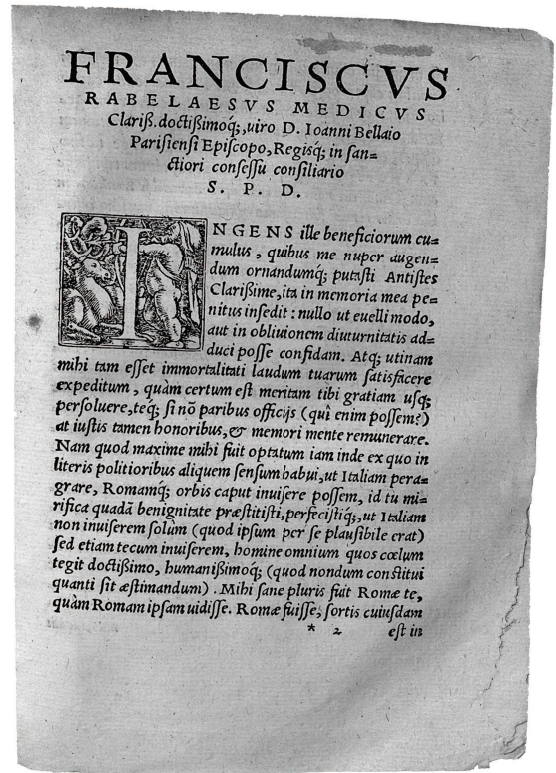 FRANCISCVS
RABELAESVS MEDICVS
Clariß. doctißimoq́;, uiro D. Ioanni Bellaio
Parisiensi Episcopo, Regisq́; in san=
ctiori consessu consiliario
S. P. D.
INGENS ille beneficiorum cu=
mulus, quibus me nuper augen=
dum ornandumq́; putasti Antistes
Clarißime, ita in memoria mea pe=
nitus insedit : nullo ut euelli modo,
aut in obliuionem diuturnitatis ad=
duci posse confidam. Atq; utinam
mihi tam esset immortalitati laudum tuarum satisfacere
expeditum, quàm certum est meritam tibi gratiam usq;
persoluere, teq́; si nō paribus officijs (qui enim possem?)
at iustis tamen honoribus, & memori mente remunerare.
Nam quod maxime mihi fuit optatum iam inde ex quo in
literis politioribus aliquem sensum habui, ut Italiam pera=
grare, Romamq́; orbis caput inuisere possem, id tu mi=
rifica quadā benignitate præstitisti, perfecistiq́;, ut Italiam
non inuiserem solùm (quod ipsum per se plausibile erat)
sed etiam tecum inuiserem, homine omnium quos cœlum
tegit doctißimo, humanißimoq́; (quod nondum constitui
quanti sit æstimandum). Mihi sane pluris fuit Romæ te,
quàm Romam ipsam uidisse. Romæ fuisse, sortis cuiusdam
* 2 est in